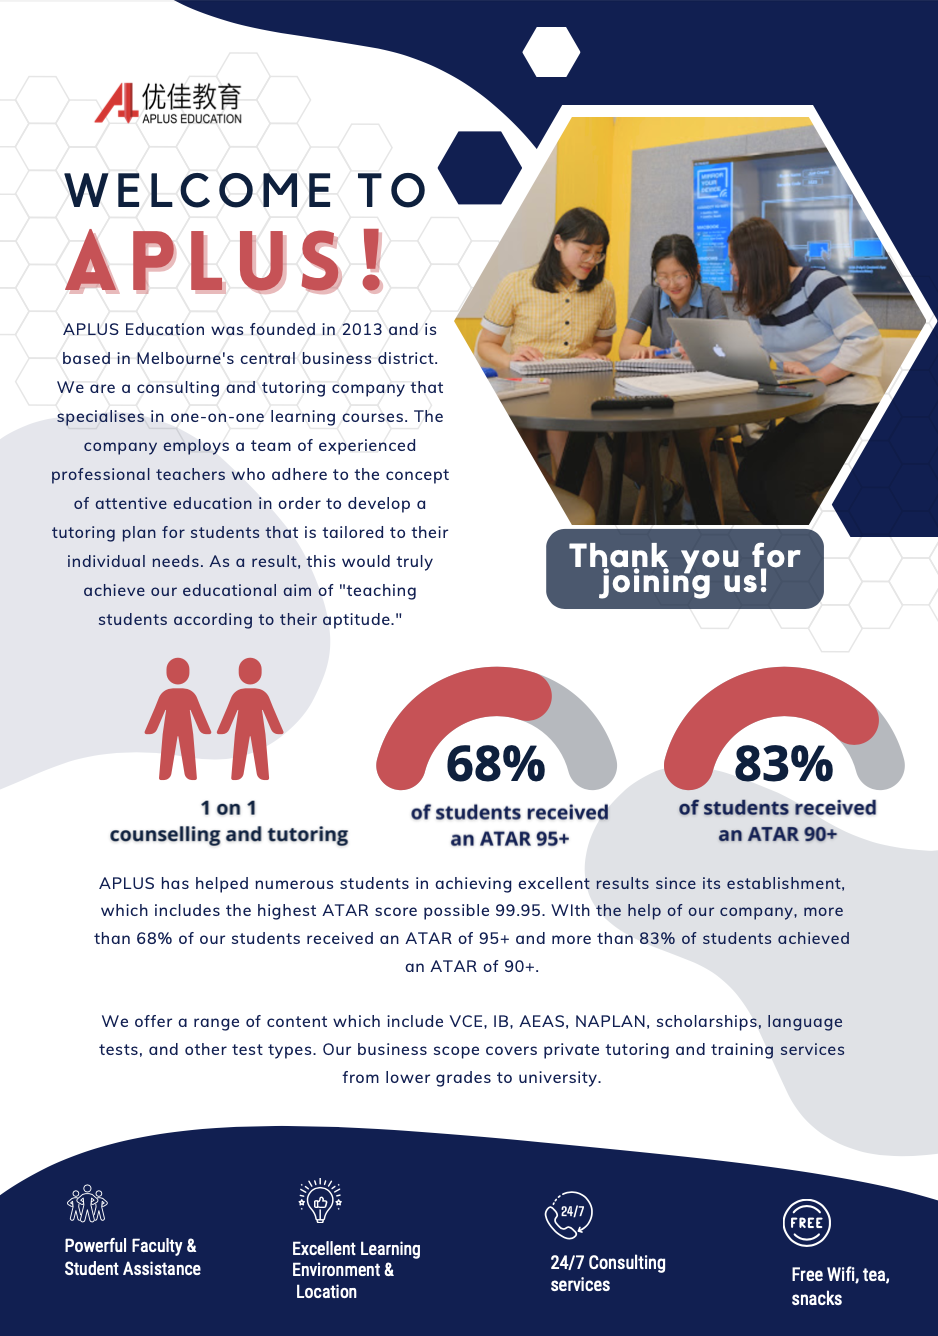 优佳教育
APLUS EDUCATION
WELCOME TO
APLUS!
APLUS Education was founded in 2013 and is
based in Melbourne's central business district.
We are a consulting and tutoring company that
specialises in one-on-one learning courses. The
company employs a team of experienced
professional teachers who adhere to the concept
of attentive education in order to develop a
tutoring plan for students that is tailored to their
individual needs. As a result, this would truly
achieve our educational aim of "teaching
students according to their aptitude."
Thank you for
joining us!
1 on 1
counselling and tutoring
68%
of students received
an ATAR 95+
83%
of students received
an ATAR 90+
APLUS has helped numerous students in achieving excellent results since its establishment,
which includes the highest ATAR score possible 99.95. WIth the help of our company, more
than 68% of our students received an ATAR of 95+ and more than 83% of students achieved
an ATAR of 90+.
We offer a range of content which include VCE, IB, AEAS, NAPLAN, scholarships, language
tests, and other test types. Our business scope covers private tutoring and training services
from lower grades to university.
Powerful Faculty &
Student Assistance
Excellent Learning
Environment &
Location
24/7
24/7 Consulting
services
FREE
Free Wifi, tea,
snacks